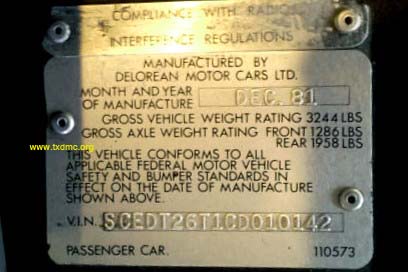 COMPLIANCE WITH RADIO
INTERFERENCE REGULATIONS
MANUFACTURED BY
DELOREAN MOTOR CARS LTD.
MONTH AND YEAR
OF MANUFACTURE DEC. 81
GROSS VEHICLE WEIGHT RATING 3244 LBS
GROSS AXLE WEIGHT RATING FRONT 1286 LBS
REAR 1958 LBS
www.txdmc.org
THIS VEHICLE CONFORMS TO ALL
APPLICABLE FEDERAL MOTOR VEHICLE
SAFETY AND BUMPER STANDARDS IN
EFFECT ON THE DATE OF MANUFACTURE
SHOWN ABOVE.
V.I.N. SCEDT26T1CD010142
PASSENGER CAR. 110573